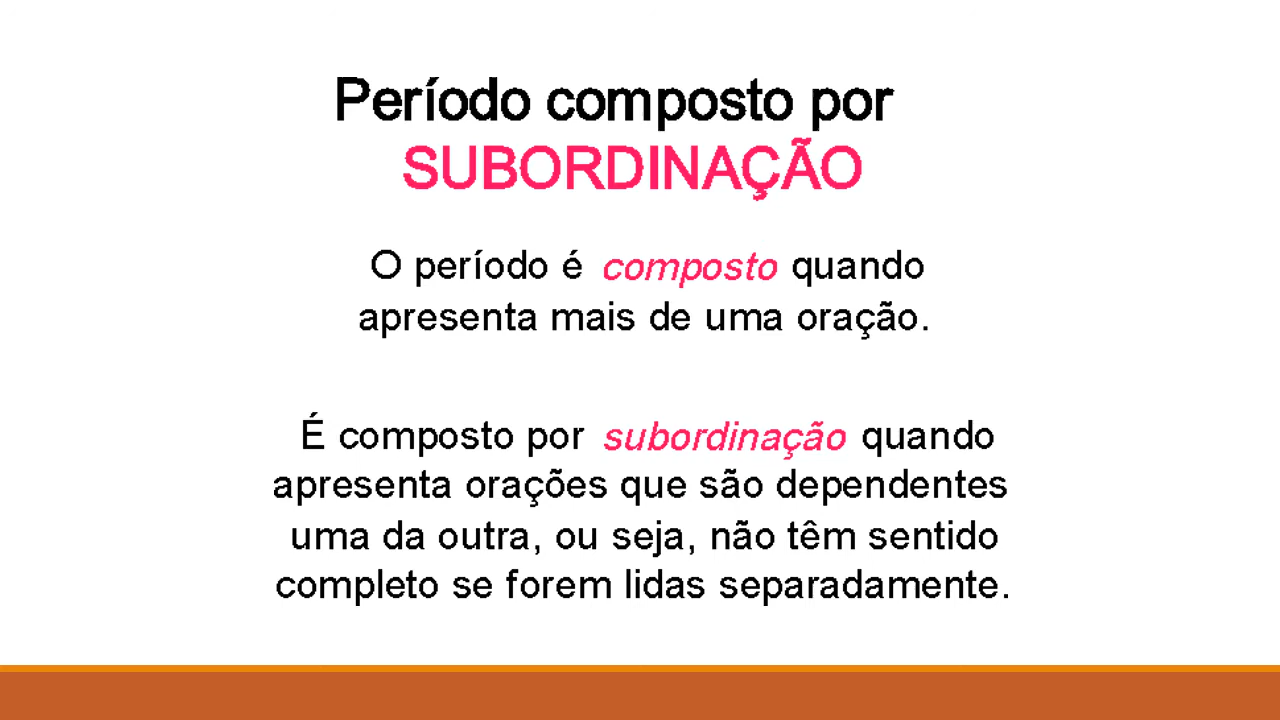 Período composto por
SUBORDINAÇÃO
O período é composto quando
apresenta mais de uma oração.
É composto por subordinação quando
apresenta orações que são dependentes
uma da outra, ou seja, não têm sentido
completo se forem lidas separadamente.